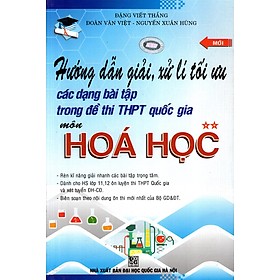 ĐẶNG VIẾT THẮNG
ĐOÀN VĂN VIỆT - NGUYỄN XUÂN HÙNG
MỚI
Hướng dẫn giải, xử lí tối ưu
các dạng bài tập
trong đề thi THPT quốc gia
môn
HOÁ HỌC
- Rèn kĩ năng giải nhanh các bài tập trọng tâm.
- Dành cho HS lớp 11,12 ôn luyện thi THPT Quốc gia
và xét tuyển ĐH-CĐ.
- Biên soạn theo nội dung ôn thi mới nhất của Bộ GD&ĐT.
NHÀ XUẤT BẢN ĐẠI HỌC QUỐC GIA HÀ NỘI